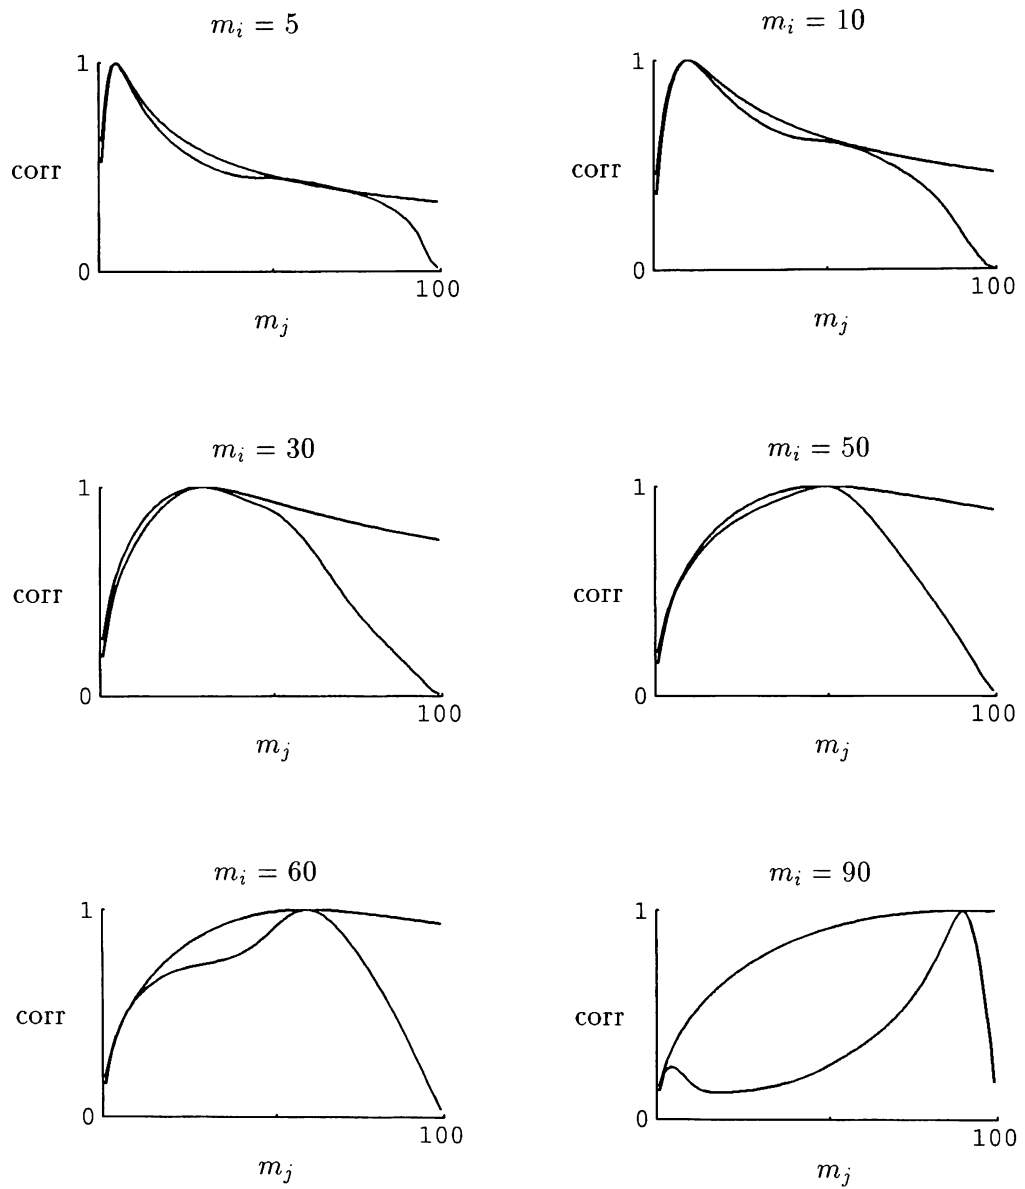 m_i = 5
1
corr
0
100
m_j
m_i = 10
1
corr
0
100
m_j
m_i = 30
1
corr
0
100
m_j
m_i = 50
1
corr
0
100
m_j
m_i = 60
1
corr
0
100
m_j
m_i = 90
1
corr
0
100
m_j